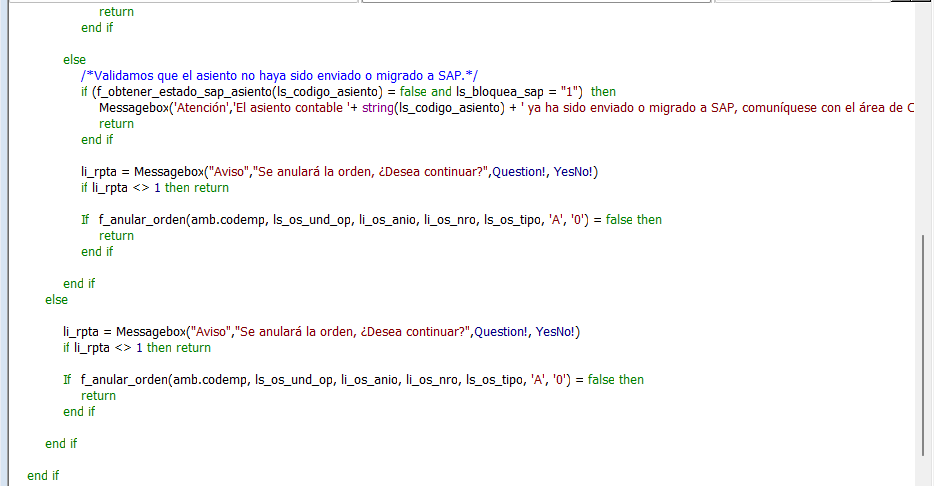 return
end if
else
/*Validamos que el asiento no haya sido enviado o migrado a SAP.*/
if (f_obtener_estado_sap_asiento(ls_codigo_asiento) = false and ls_bloquea_sap = "1")  then
Messagebox('Atención','El asiento contable '+ string(ls_codigo_asiento) + ' ya ha sido enviado o migrado a SAP, comuníquese con el área de C
return
end if
li_rpta = Messagebox("Aviso","Se anulará la orden, ¿Desea continuar?",Question!, YesNo!)
if li_rpta <> 1 then return
If  f_anular_orden(amb.codemp, ls_os_und_op, li_os_anio, li_os_nro, ls_os_tipo, 'A', '0') = false then
return
end if
end if
else
li_rpta = Messagebox("Aviso","Se anulará la orden, ¿Desea continuar?",Question!, YesNo!)
if li_rpta <> 1 then return
If  f_anular_orden(amb.codemp, ls_os_und_op, li_os_anio, li_os_nro, ls_os_tipo, 'A', '0') = false then
return
end if
end if
end if